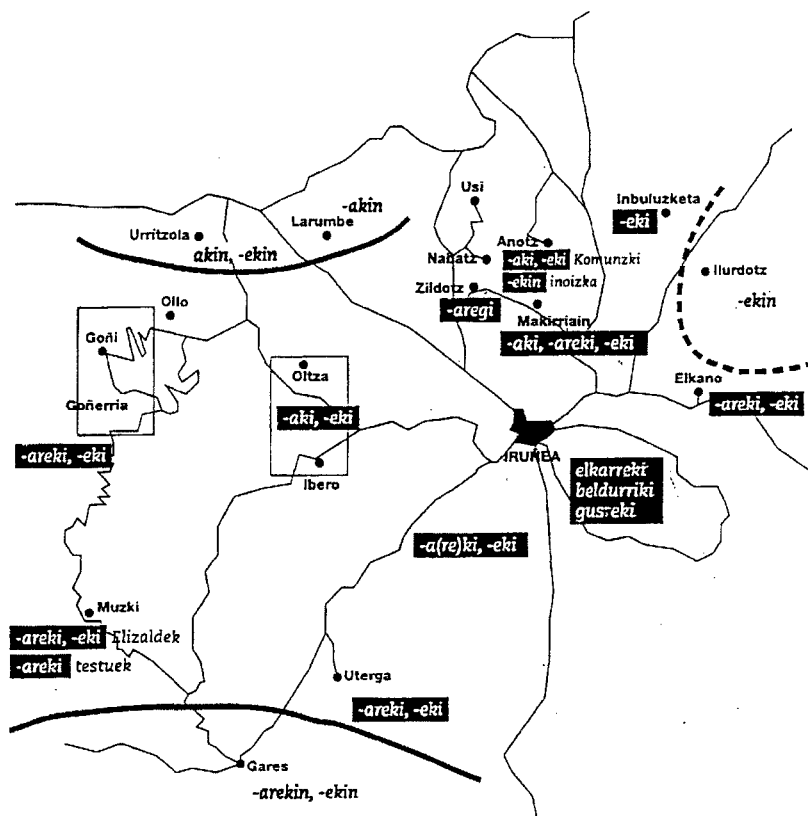 Usi
Inbuluzketa
-eki
-akin
Larumbe
Urritzola
akin, -ekin
Anotz
-aki, -eki Komunzki
-ekin inoizka
Nabatz
Zildotz
-aregi
Ilurdotz
-ekin
Ollo
Makirriain
-aki, -areki, -eki
Goñi
Oltza
Elkano
-areki, -eki
Goñerria
-aki, -eki
-areki, -eki
Ibero
IRUÑEA
elkarreki
beldurriki
gusreki
-a(re)ki, -eki
Muzki
-areki, -eki Elizaldek
-areki testuek
Uterga
-areki, -eki
Gares
-arekin, -ekin